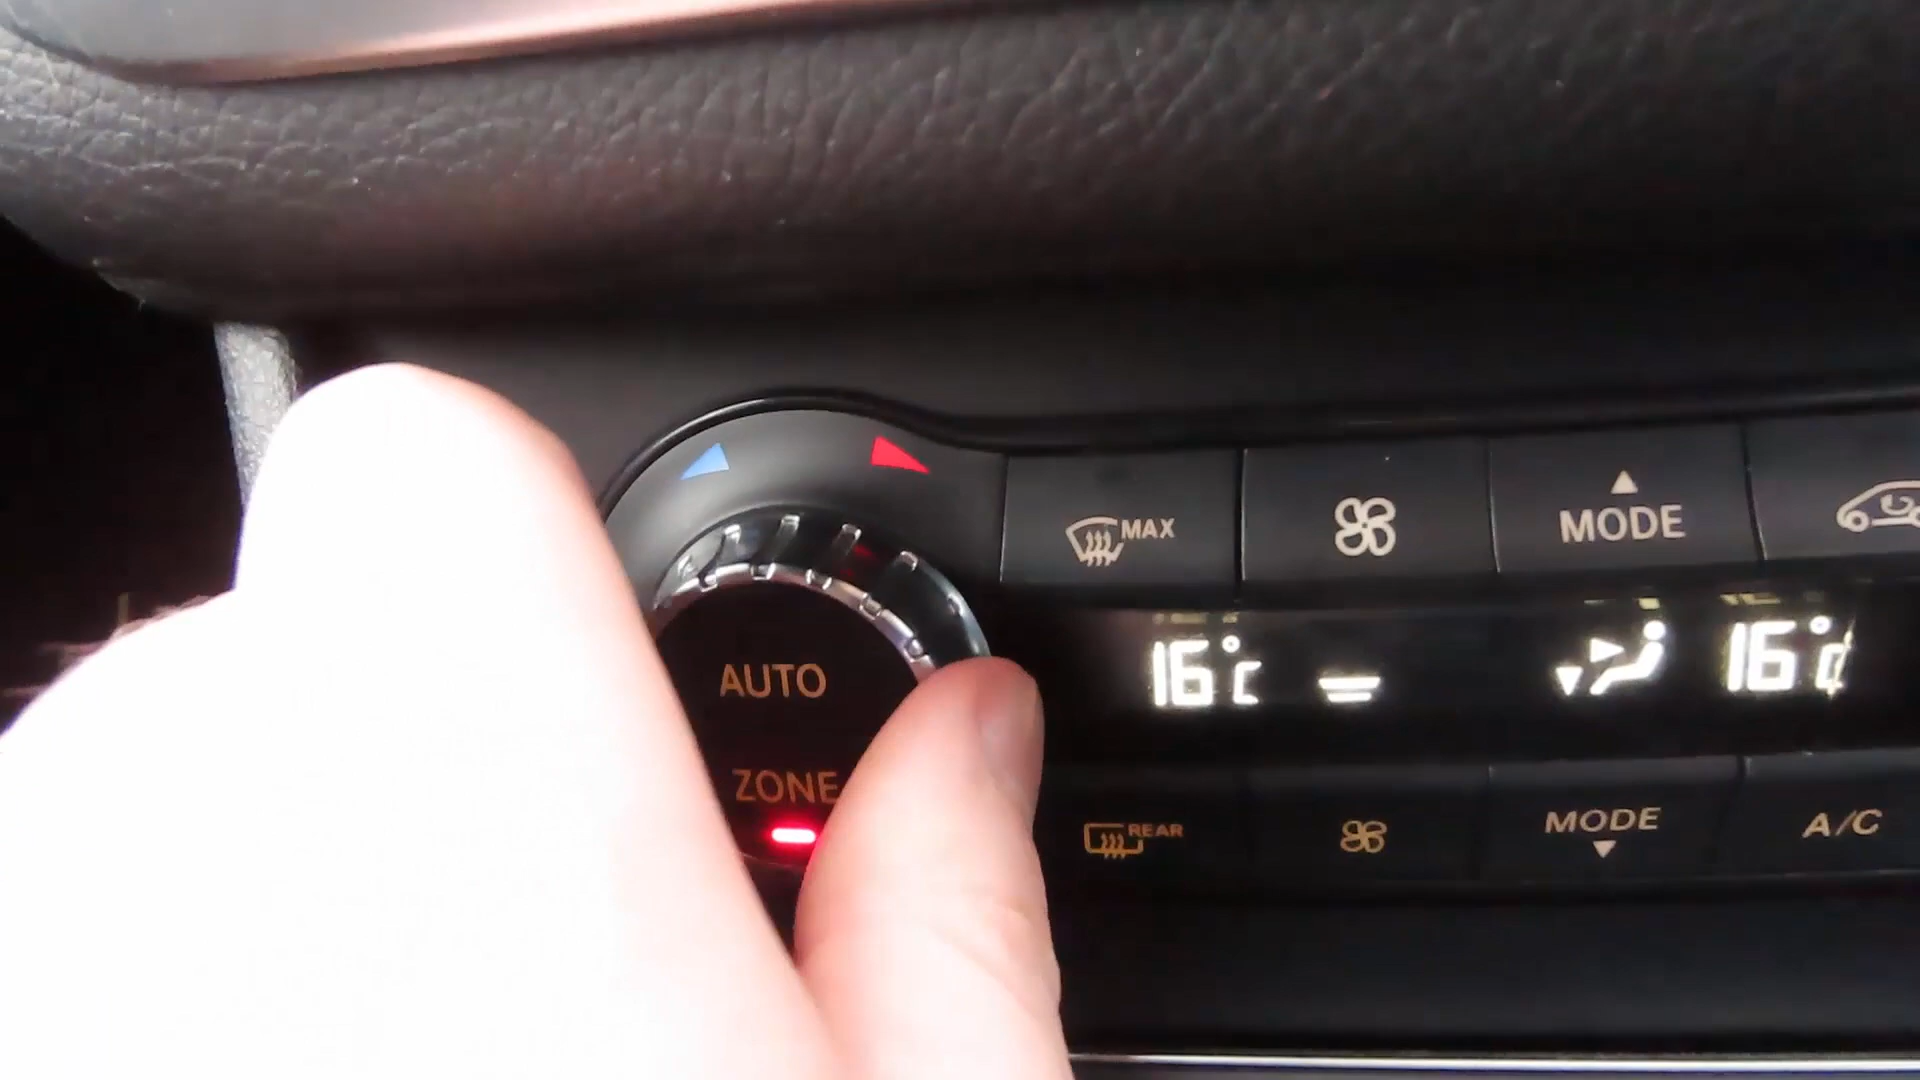 MAX
MODE
16°C
16°C
AUTO
ZONE
REAR
MODE
A/C